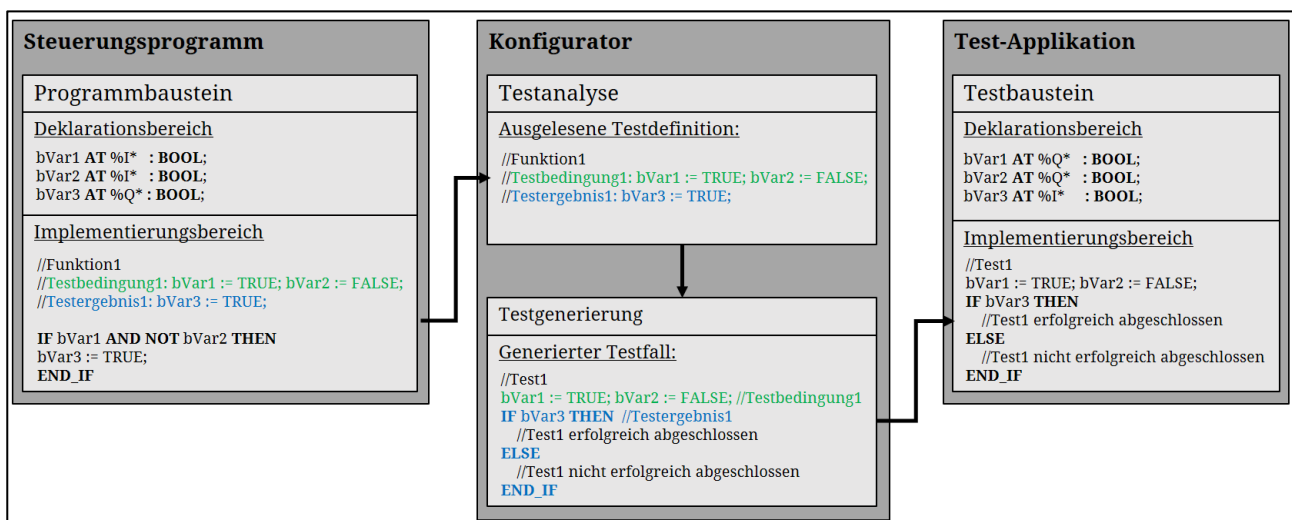 Steuerungsprogramm
Programmbaustein
Deklarationsbereich
bVar1 AT %I* : BOOL;
bVar2 AT %I* : BOOL;
bVar3 AT %Q* : BOOL;
Implementierungsbereich
//Funktion1
//Testbedingung1: bVar1 := TRUE; bVar2 := FALSE;
//Testergebnis1: bVar3 := TRUE;
IF bVar1 AND NOT bVar2 THEN
bVar3 := TRUE;
END_IF
Konfigurator
Testanalyse
Ausgelesene Testdefinition:
//Funktion1
//Testbedingung1: bVar1 := TRUE; bVar2 := FALSE;
//Testergebnis1: bVar3 := TRUE;
Testgenerierung
Generierter Testfall:
//Test1
bVar1 := TRUE; bVar2 := FALSE; //Testbedingung1
IF bVar3 THEN //Testergebnis1
//Test1 erfolgreich abgeschlossen
ELSE
//Test1 nicht erfolgreich abgeschlossen
END_IF
Test-Applikation
Testbaustein
Deklarationsbereich
bVar1 AT %Q* : BOOL;
bVar2 AT %Q* : BOOL;
bVar3 AT %I* : BOOL;
Implementierungsbereich
//Test1
bVar1 := TRUE; bVar2 := FALSE;
IF bVar3 THEN
//Test1 erfolgreich abgeschlossen
ELSE
//Test1 nicht erfolgreich abgeschlossen
END_IF